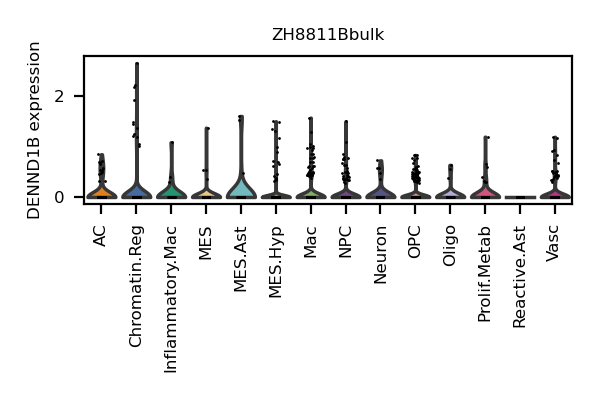 ZH8811Bbulk
DENND1B expression
2
0
AC
Chromatin.Reg
Inflammatory.Mac
MES
MES.Ast
MES.Hyp
Mac
NPC
Neuron
OPC
Oligo
Prolif.Metab
Reactive.Ast
Vasc